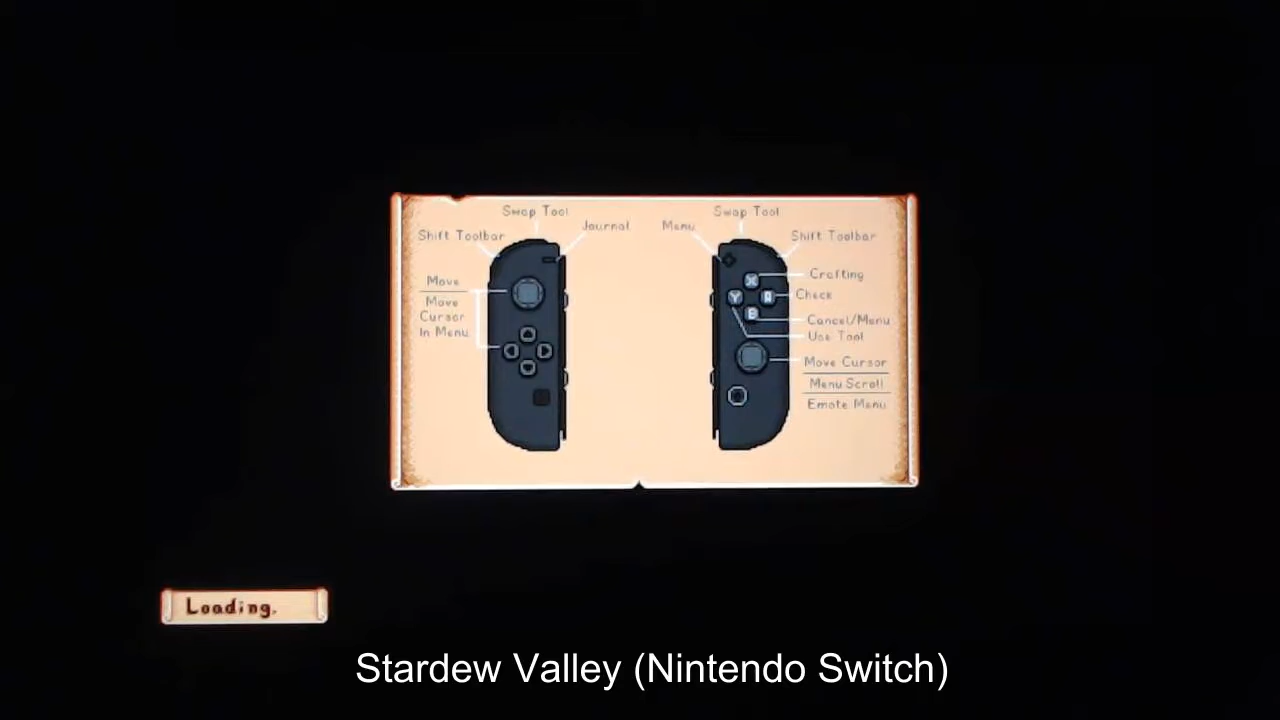 Swap Tool
Journal
Shift Toolbar
Move
Move
Cursor
In Menu
Swap Tool
Menu
Shift Toolbar
X
Crafting
Y
A
Check
B
Cancel/Menu
Use Tool
Move Cursor
Menu Scroll
Emote Menu
Loading.
Stardew Valley (Nintendo Switch)